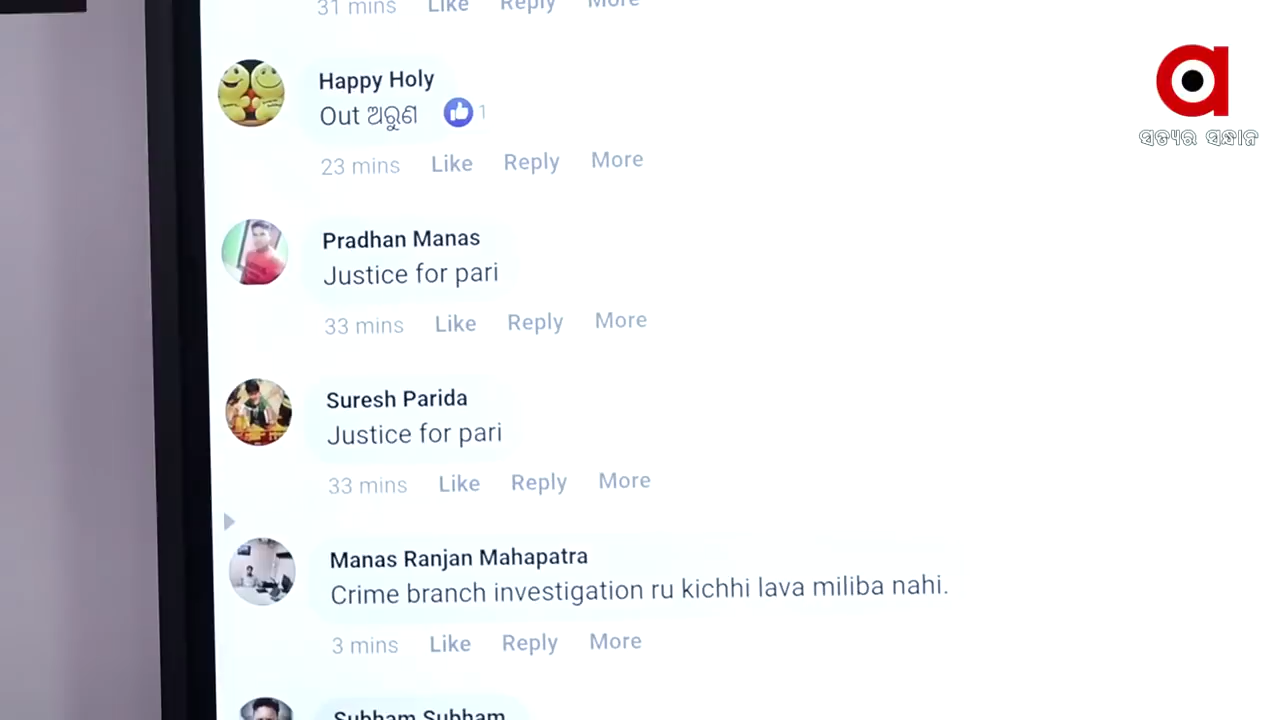 31 mins Like Reply More
Happy Holy
Out ଅରୁଣ 1
23 mins Like Reply More
Pradhan Manas
Justice for pari
33 mins Like Reply More
Suresh Parida
Justice for pari
33 mins Like Reply More
Manas Ranjan Mahapatra
Crime branch investigation ru kichhi lava miliba nahi.
3 mins Like Reply More
Subham Subham
a
ସତ୍ୟର ସନ୍ଧାନ